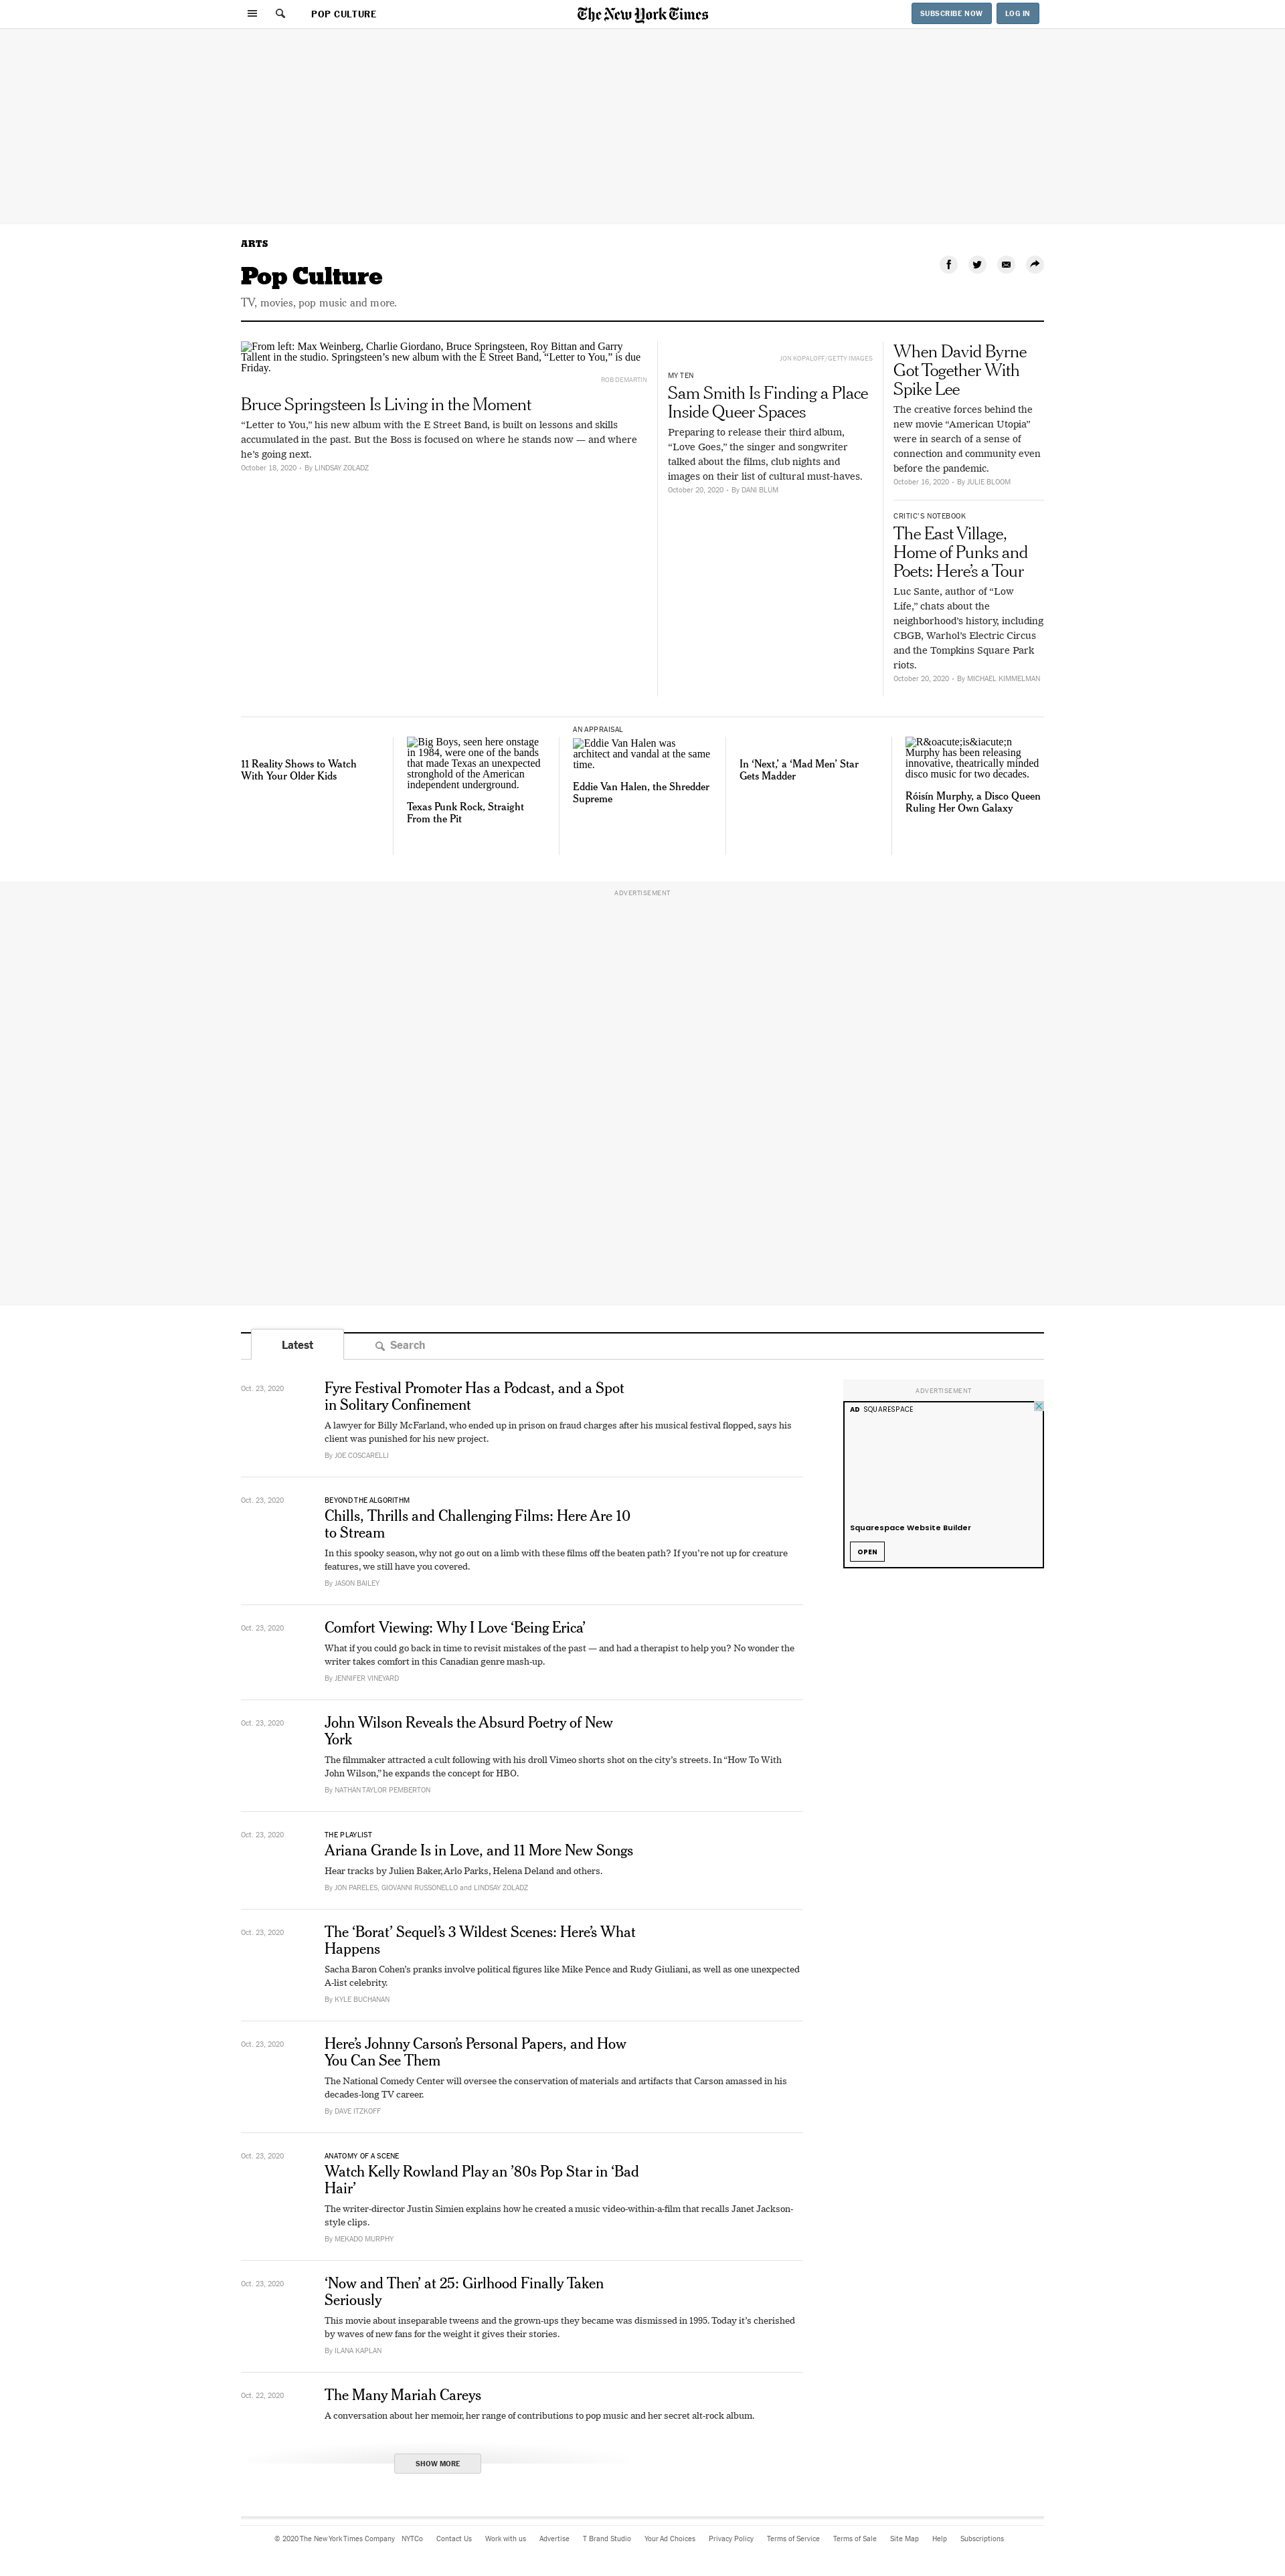 POP CULTURE
The New York Times
SUBSCRIBE NOW
LOG IN
ARTS
Pop Culture
TV, movies, pop music and more.
From left: Max Weinberg, Charlie Giordano, Bruce Springsteen, Roy Bittan and Garry
Tallent in the studio. Springsteen's new album with the E Street Band, “Letter to You,” is due
Friday.
ROB DEMARTIN
Bruce Springsteen Is Living in the Moment
“Letter to You,” his new album with the E Street Band, is built on lessons and skills
accumulated in the past. But the Boss is focused on where he stands now — and where
he’s going next.
October 18, 2020 • By LINDSAY ZOLADZ
JON KOPALOFF/GETTY IMAGES
MY TEN
Sam Smith Is Finding a Place
Inside Queer Spaces
Preparing to release their third album,
“Love Goes,” the singer and songwriter
talked about the films, club nights and
images on their list of cultural must-haves.
October 20, 2020 • By DANI BLUM
When David Byrne
Got Together With
Spike Lee
The creative forces behind the
new movie “American Utopia”
were in search of a sense of
connection and community even
before the pandemic.
October 16, 2020 • By JULIE BLOOM
CRITIC’S NOTEBOOK
The East Village,
Home of Punks and
Poets: Here’s a Tour
Luc Sante, author of “Low
Life,” chats about the
neighborhood’s history, including
CBGB, Warhol’s Electric Circus
and the Tompkins Square Park
riots.
October 20, 2020 • By MICHAEL KIMMELMAN
11 Reality Shows to Watch
With Your Older Kids
Big Boys, seen here onstage
in 1984, were one of the bands
that made Texas an unexpected
stronghold of the American
independent underground.
Texas Punk Rock, Straight
From the Pit
AN APPRAISAL
Eddie Van Halen was
architect and vandal at the same
time.
Eddie Van Halen, the Shredder
Supreme
In ‘Next,’ a ‘Mad Men’ Star
Gets Madder
R&oacute;is&iacute;n
Murphy has been releasing
innovative, theatrically minded
disco music for two decades.
Róisín Murphy, a Disco Queen
Ruling Her Own Galaxy
ADVERTISEMENT
Latest
Search
Oct. 23, 2020
Fyre Festival Promoter Has a Podcast, and a Spot
in Solitary Confinement
A lawyer for Billy McFarland, who ended up in prison on fraud charges after his musical festival flopped, says his
client was punished for his new project.
By JOE COSCARELLI
ADVERTISEMENT
AD SQUARESPACE
Squarespace Website Builder
OPEN
Oct. 23, 2020
BEYOND THE ALGORITHM
Chills, Thrills and Challenging Films: Here Are 10
to Stream
In this spooky season, why not go out on a limb with these films off the beaten path? If you’re not up for creature
features, we still have you covered.
By JASON BAILEY
Oct. 23, 2020
Comfort Viewing: Why I Love ‘Being Erica’
What if you could go back in time to revisit mistakes of the past — and had a therapist to help you? No wonder the
writer takes comfort in this Canadian genre mash-up.
By JENNIFER VINEYARD
Oct. 23, 2020
John Wilson Reveals the Absurd Poetry of New
York
The filmmaker attracted a cult following with his droll Vimeo shorts shot on the city’s streets. In “How To With
John Wilson,” he expands the concept for HBO.
By NATHAN TAYLOR PEMBERTON
Oct. 23, 2020
THE PLAYLIST
Ariana Grande Is in Love, and 11 More New Songs
Hear tracks by Julien Baker, Arlo Parks, Helena Deland and others.
By JON PARELES, GIOVANNI RUSSONELLO and LINDSAY ZOLADZ
Oct. 23, 2020
The ‘Borat’ Sequel’s 3 Wildest Scenes: Here’s What
Happens
Sacha Baron Cohen’s pranks involve political figures like Mike Pence and Rudy Giuliani, as well as one unexpected
A-list celebrity.
By KYLE BUCHANAN
Oct. 23, 2020
Here’s Johnny Carson’s Personal Papers, and How
You Can See Them
The National Comedy Center will oversee the conservation of materials and artifacts that Carson amassed in his
decades-long TV career.
By DAVE ITZKOFF
Oct. 23, 2020
ANATOMY OF A SCENE
Watch Kelly Rowland Play an ’80s Pop Star in ‘Bad
Hair’
The writer-director Justin Simien explains how he created a music video-within-a-film that recalls Janet Jackson-
style clips.
By MEKADO MURPHY
Oct. 23, 2020
‘Now and Then’ at 25: Girlhood Finally Taken
Seriously
This movie about inseparable tweens and the grown-ups they became was dismissed in 1995. Today it’s cherished
by waves of new fans for the weight it gives their stories.
By ILANA KAPLAN
Oct. 22, 2020
The Many Mariah Careys
A conversation about her memoir, her range of contributions to pop music and her secret alt-rock album.
SHOW MORE
© 2020 The New York Times Company NYTCo Contact Us Work with us Advertise T Brand Studio Your Ad Choices Privacy Policy Terms of Service Terms of Sale Site Map Help Subscriptions